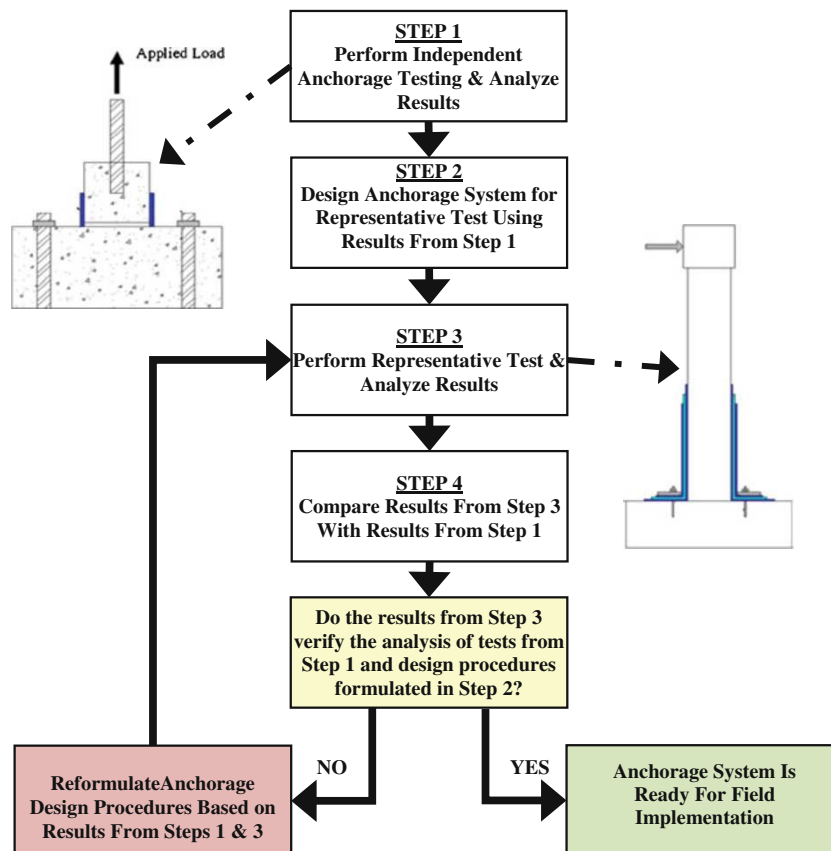 Applied Load
STEP 1
Perform Independent
Anchorage Testing & Analyze
Results
STEP 2
Design Anchorage System for
Representative Test Using
Results From Step 1
STEP 3
Perform Representative Test &
Analyze Results
STEP 4
Compare Results From Step 3
With Results From Step 1
Do the results from Step 3
verify the analysis of tests from
Step 1 and design procedures
formulated in Step 2?
NO
YES
ReformulateAnchorage
Design Procedures Based on
Results From Steps 1 & 3
Anchorage System Is
Ready For Field
Implementation